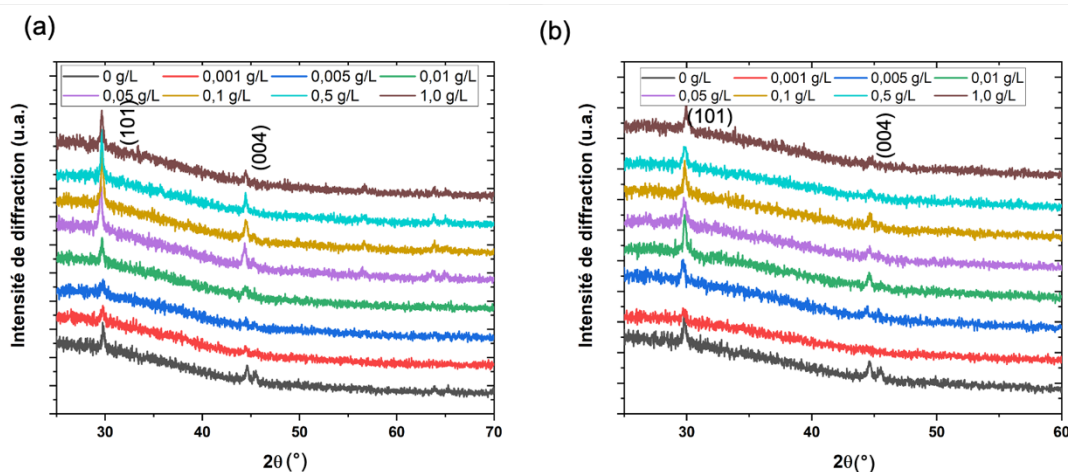 (a)
0 g/L 0,001 g/L 0,005 g/L 0,01 g/L
0,05 g/L 0,1 g/L 0,5 g/L 1,0 g/L
(101)
(004)
Intensité de diffraction (u.a.)
30 40 50 60 70
2θ (°)
(b)
0 g/L 0,001 g/L 0,005 g/L 0,01 g/L
0,05 g/L 0,1 g/L 0,5 g/L 1,0 g/L
(101)
(004)
Intensité de diffraction (u.a.)
30 40 50 60
2θ (°)